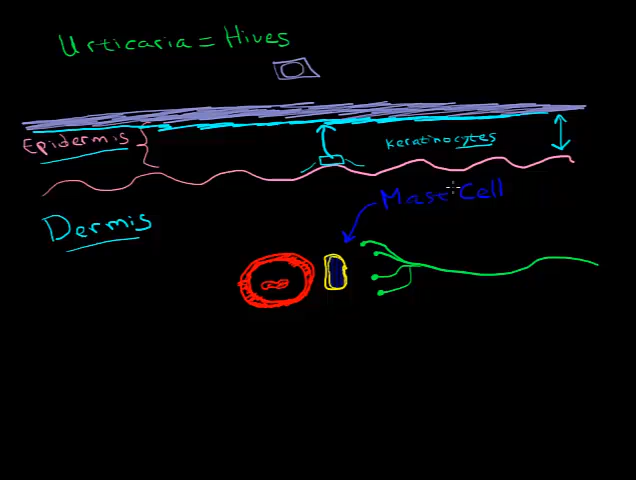 Urticaria = Hives
Epidermis
Keratinocytes
Mast Cell
Dermis